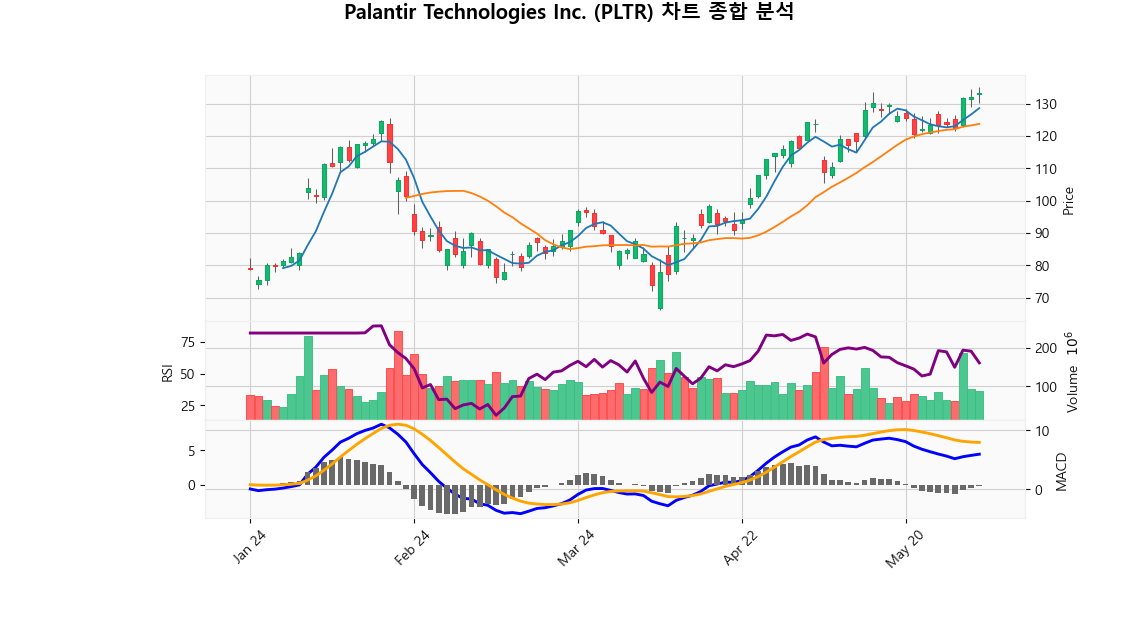 Palantir Technologies Inc. (PLTR) 차트 종합 분석
130
120
110
100
90
80
70
Price
75
50
25
RSI
200
100
Volume 10⁶
5
0
10
0
MACD
Jan 24
Feb 24
Mar 24
Apr 22
May 20